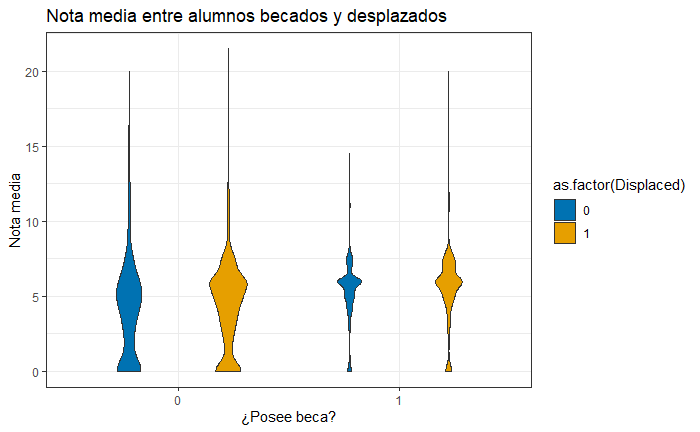 Nota media entre alumnos becados y desplazados
Nota media
20
15
10
5
0
0
1
¿Posee beca?
as.factor(Displaced)
0
1